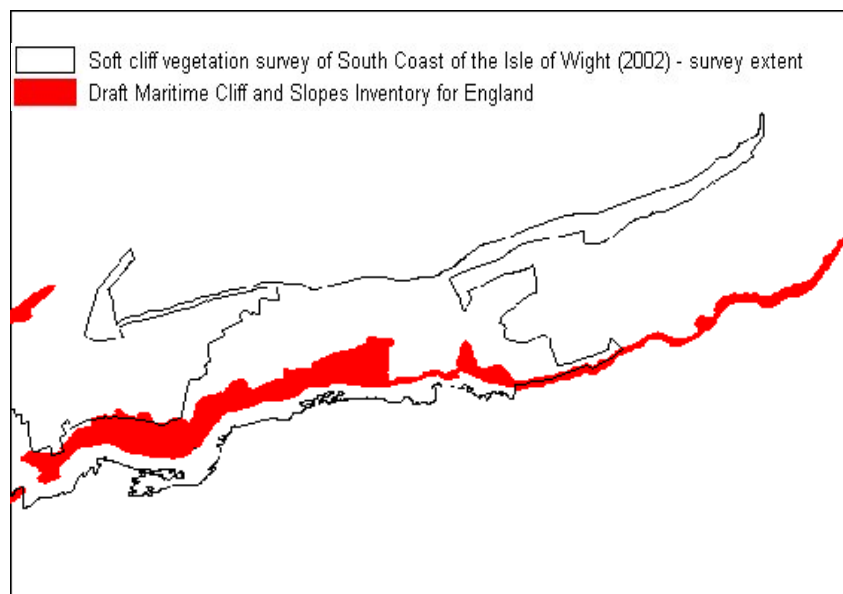 Soft cliff vegetation survey of South Coast of the Isle of Wight (2002) - survey extent
Draft Maritime Cliff and Slopes Inventory for England